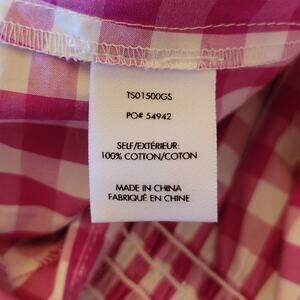 TS01500GS
PO# 54942
SELF/EXTÉRIEUR:
100% COTTON/COTON
MADE IN CHINA
FABRIQUÉ EN CHINE